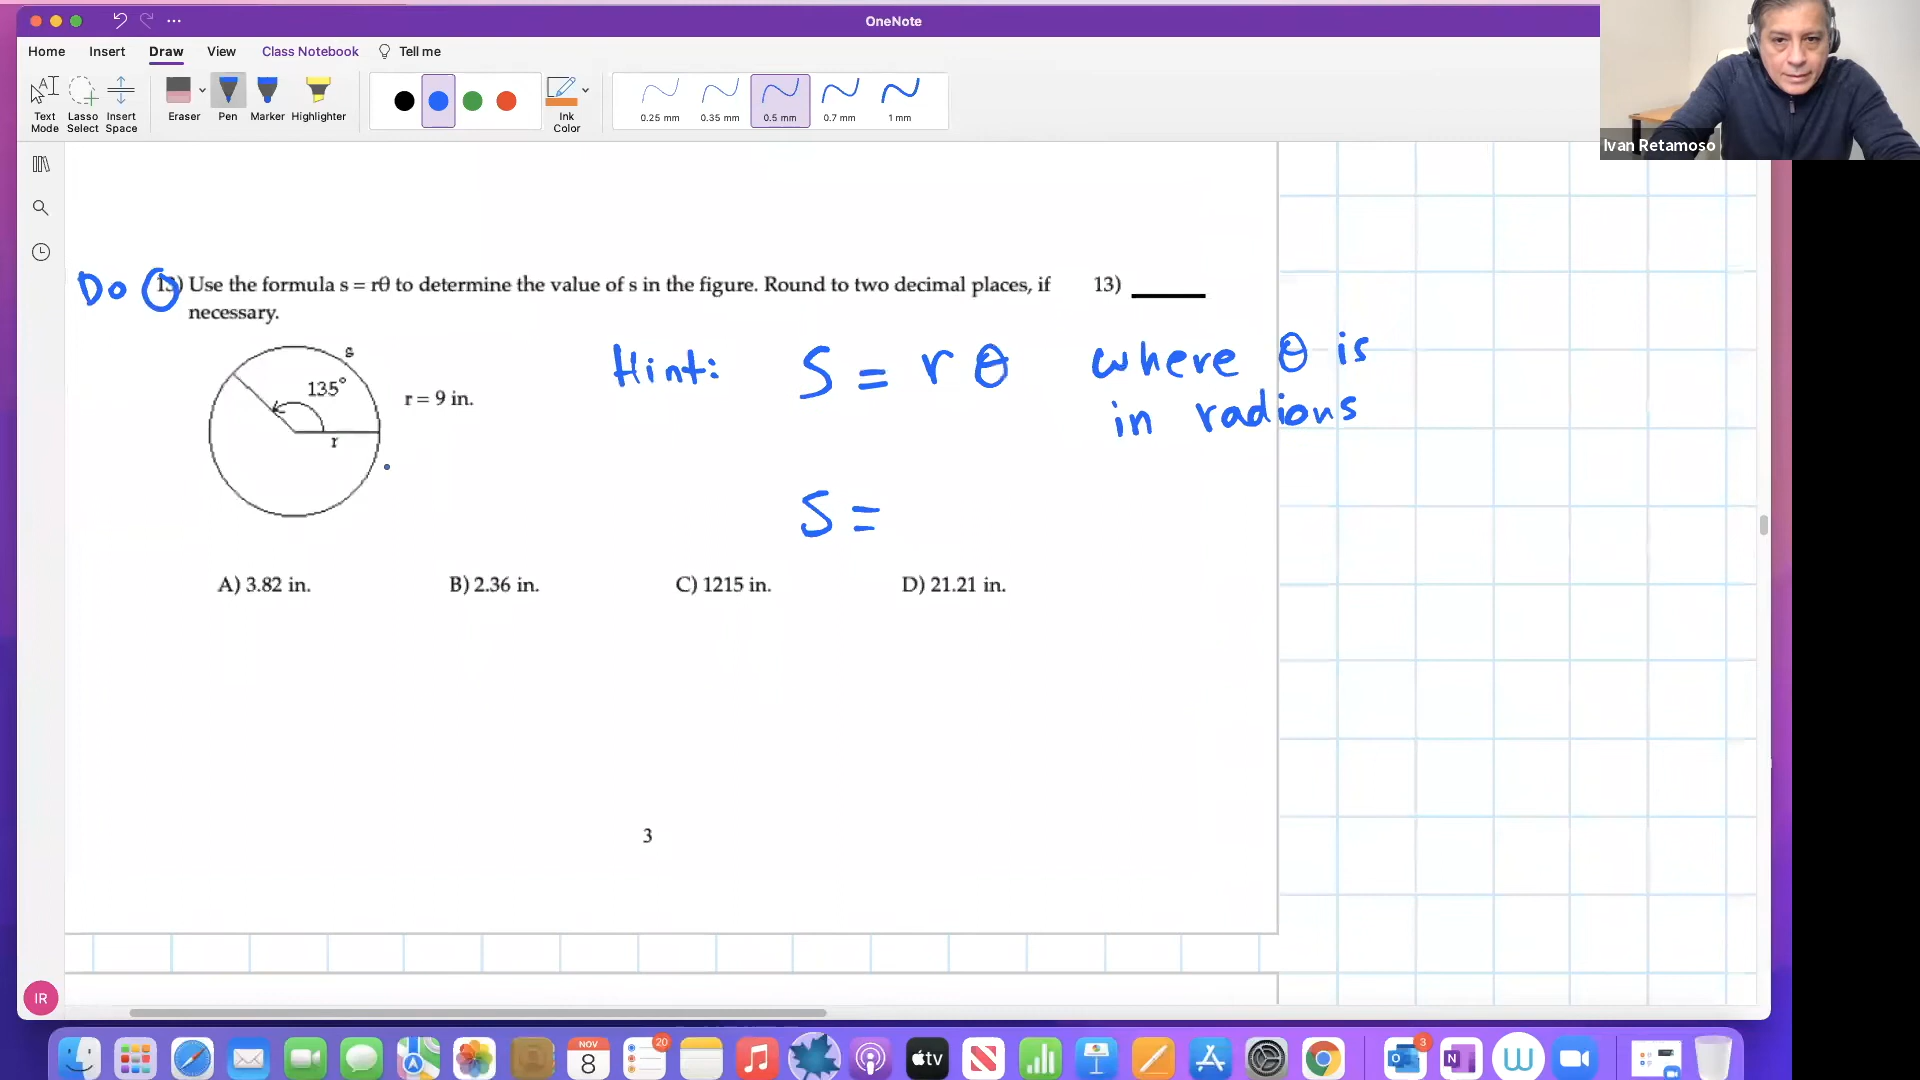 OneNote
Home Insert Draw View Class Notebook Tell me
Text Mode
Lasso Select
Insert Space
Eraser
Pen
Marker
Highlighter
Ink Color
0.25 mm
0.35 mm
0.5 mm
0.7 mm
1 mm
Ivan Retamoso
Do 13) Use the formula s = rθ to determine the value of s in the figure. Round to two decimal places, if 13)
necessary.
s
135°
r = 9 in.
r
Hint: S = r θ where θ is
in radians
S =
A) 3.82 in. B) 2.36 in. C) 1215 in. D) 21.21 in.
3
IR
NOV
8
20
tv
3